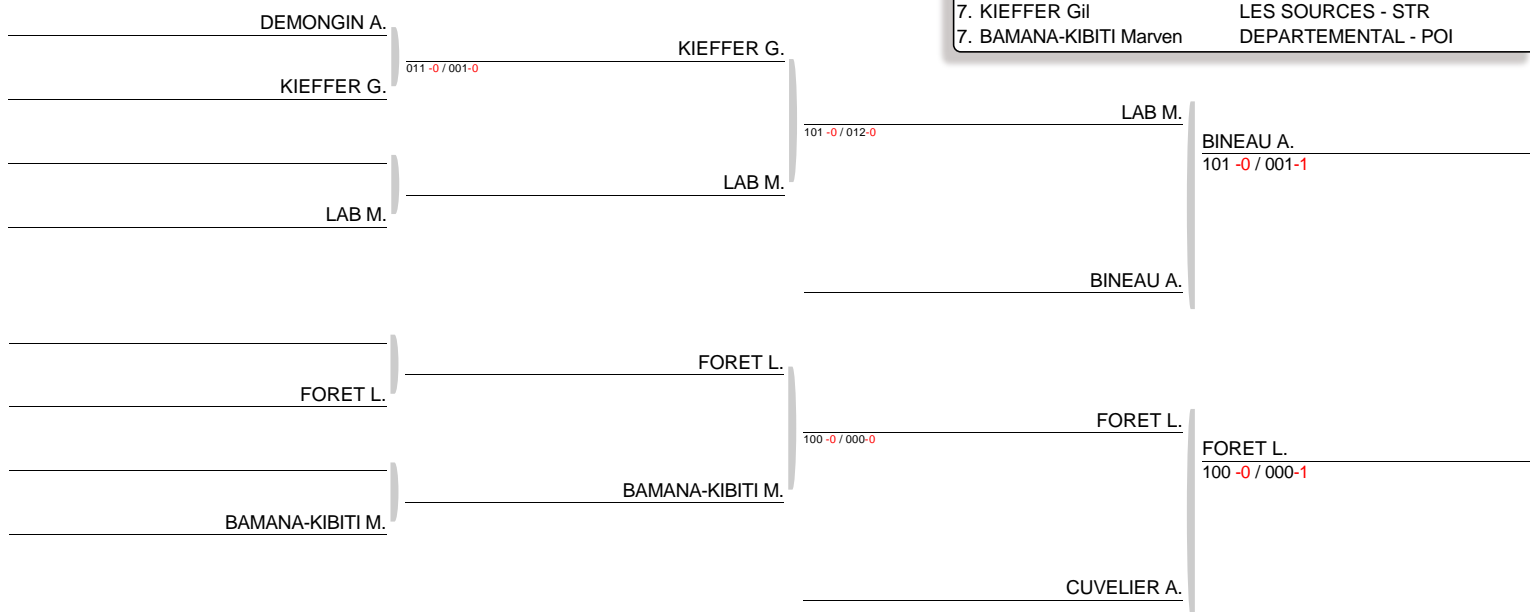 7. KIEFFER Gil LES SOURCES - STR
7. BAMANA-KIBITI Marven DEPARTEMENTAL - POI
DEMONGIN A.
KIEFFER G.
KIEFFER G.
011 -0 / 001-0
LAB M.
LAB M.
LAB M.
101 -0 / 012-0
BINEAU A.
BINEAU A.
101 -0 / 001-1
FORET L.
FORET L.
BAMANA-KIBITI M.
BAMANA-KIBITI M.
FORET L.
100 -0 / 000-0
CUVELIER A.
FORET L.
100 -0 / 000-1